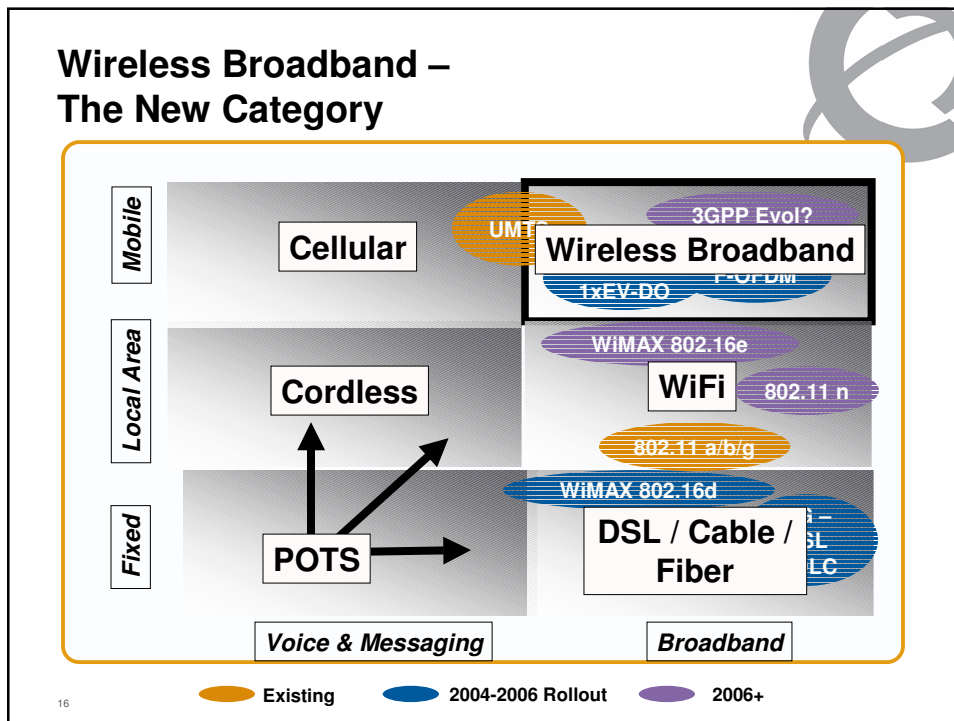 Wireless Broadband –
The New Category
Mobile
Cellular
UMTS
3GPP Evol?
Wireless Broadband
1xEV-DO
F-OFDM
Local Area
Cordless
WiMAX 802.16e
WiFi
802.11 n
802.11 a/b/g
Fixed
POTS
WiMAX 802.16d
DSL / Cable /
Fiber
Voice & Messaging
Broadband
16
Existing
2004-2006 Rollout
2006+